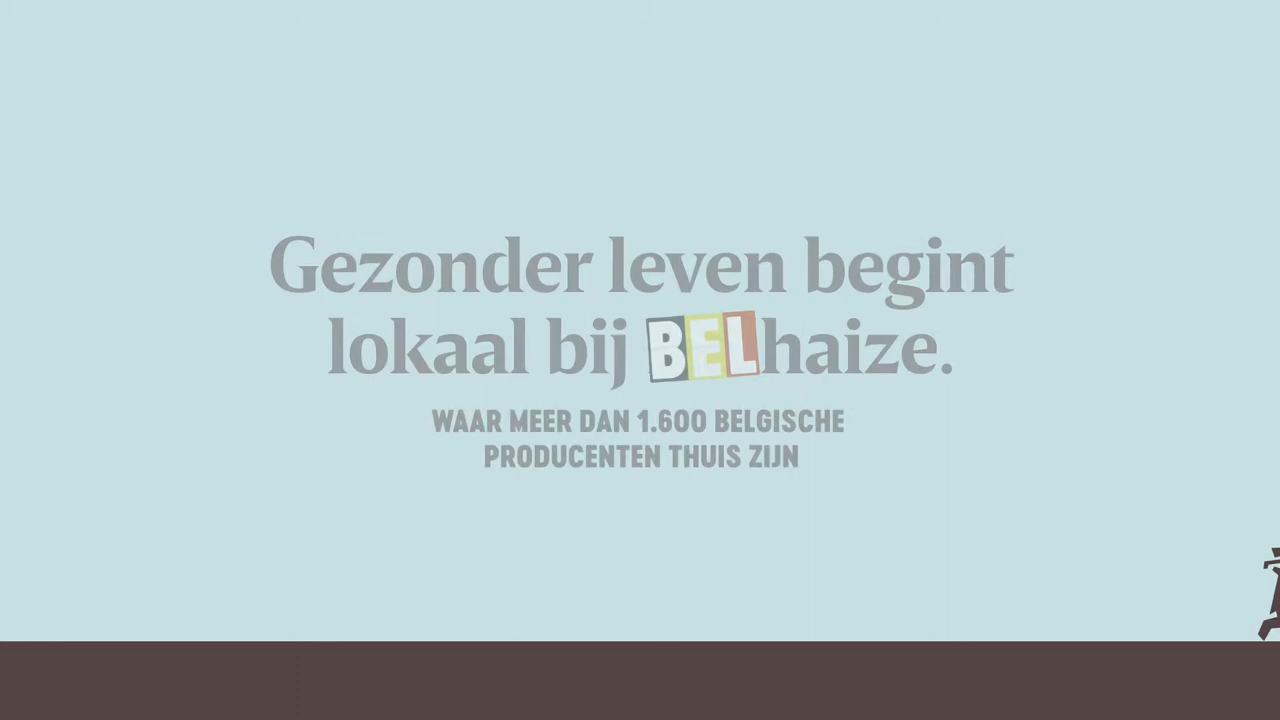 Gezonder leven begint
lokaal bij BELhaize.
WAAR MEER DAN 1.600 BELGISCHE
PRODUCENTEN THUIS ZIJN